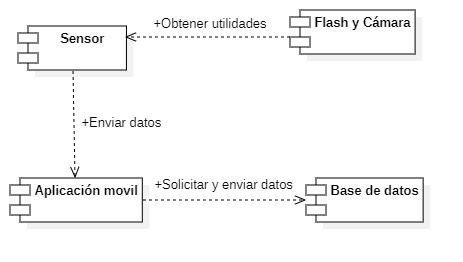 +Obtener utilidades
Flash y Cámara
Sensor
+Enviar datos
Aplicación movil
+Solicitar y enviar datos
Base de datos